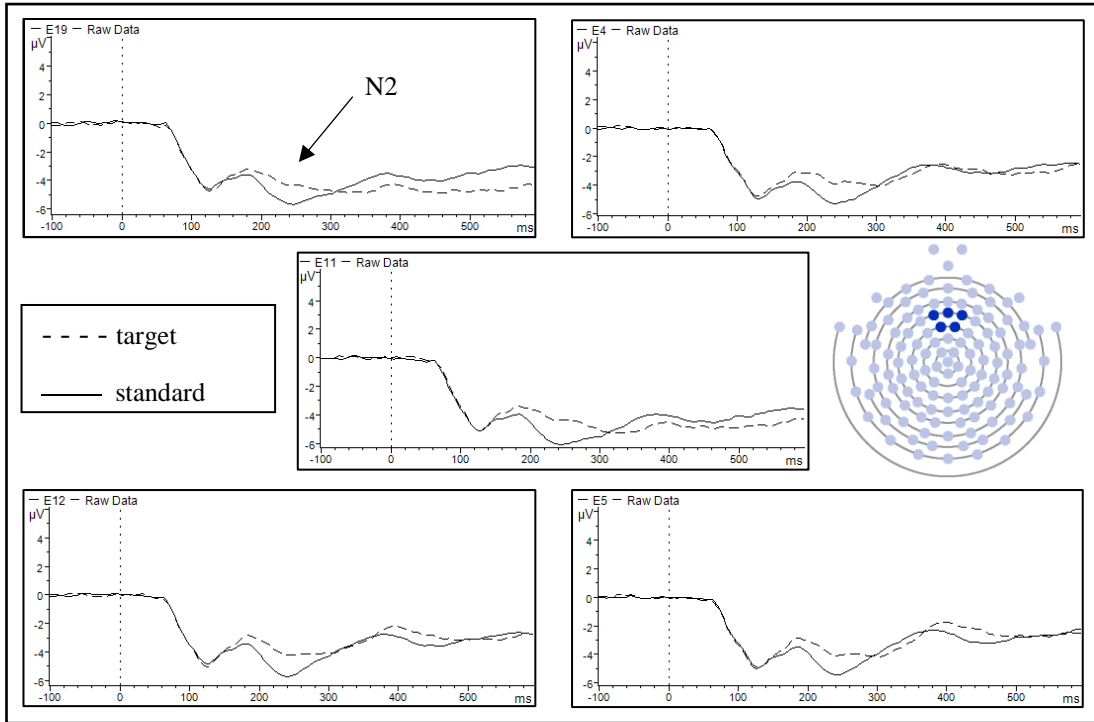 — E19 — Raw Data
µV
4
2
0
-2
-4
-6
-100 0 100 200 300 400 500 ms
N2
— E4 — Raw Data
µV
4
2
0
-2
-4
-6
-100 0 100 200 300 400 500 ms
— E11 — Raw Data
µV
4
2
0
-2
-4
-6
-100 0 100 200 300 400 500 ms
target
standard
— E12 — Raw Data
µV
4
2
0
-2
-4
-6
-100 0 100 200 300 400 500 ms
— E5 — Raw Data
µV
4
2
0
-2
-4
-6
-100 0 100 200 300 400 500 ms